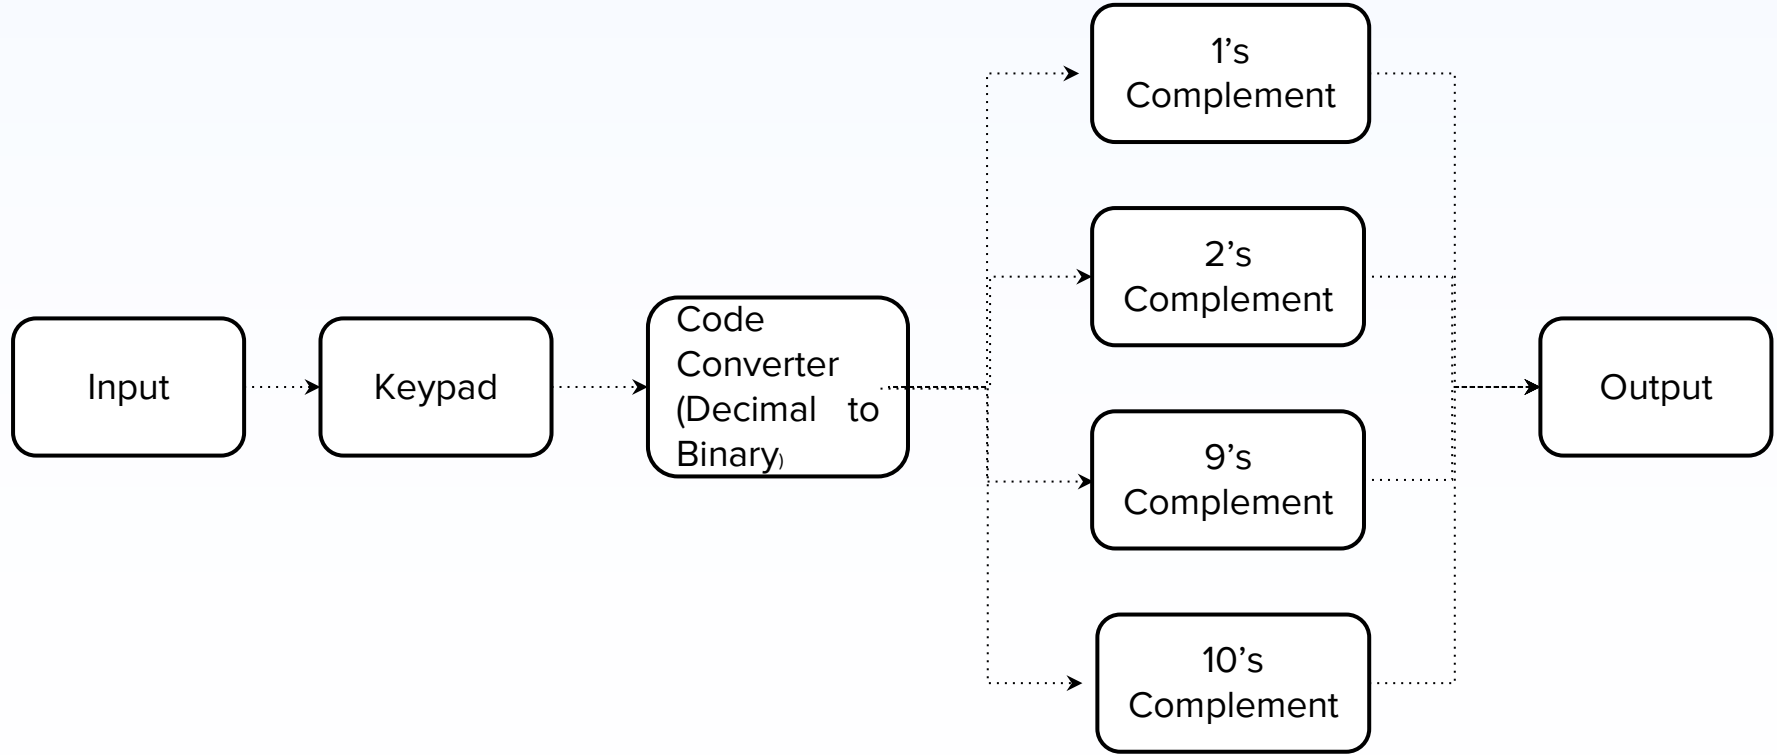 Input
Keypad
Code
Converter
(Decimal to
Binary)
1’s
Complement
2’s
Complement
9’s
Complement
10’s
Complement
Output